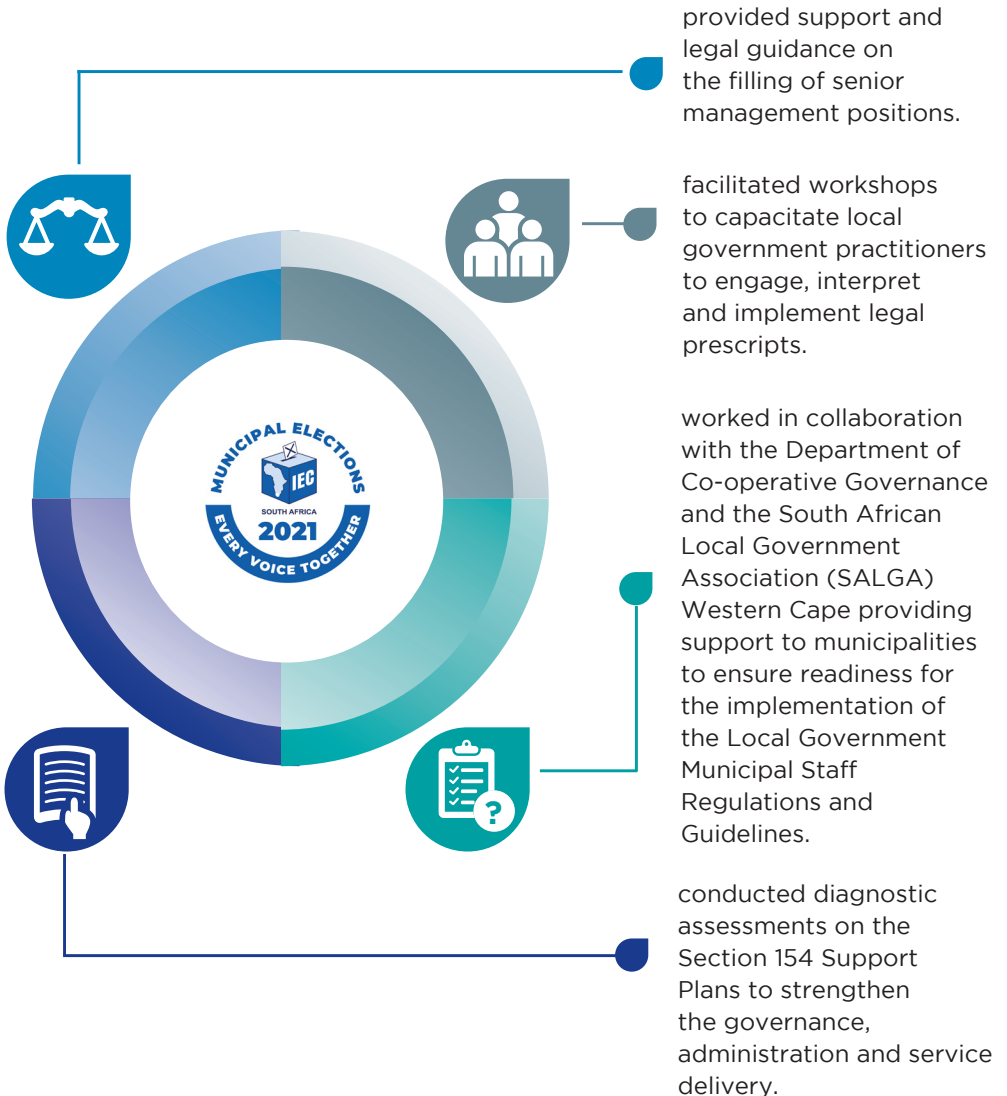 provided support and
legal guidance on
the filling of senior
management positions.
facilitated workshops
to capacitate local
government practitioners
to engage, interpret
and implement legal
prescripts.
MUNICIPAL ELECTIONS
IEC
SOUTH AFRICA
2021
EVERY VOICE TOGETHER
worked in collaboration
with the Department of
Co-operative Governance
and the South African
Local Government
Association (SALGA)
Western Cape providing
support to municipalities
to ensure readiness for
the implementation of
the Local Government
Municipal Staff
Regulations and
Guidelines.
?
conducted diagnostic
assessments on the
Section 154 Support
Plans to strengthen
the governance,
administration and service
delivery.